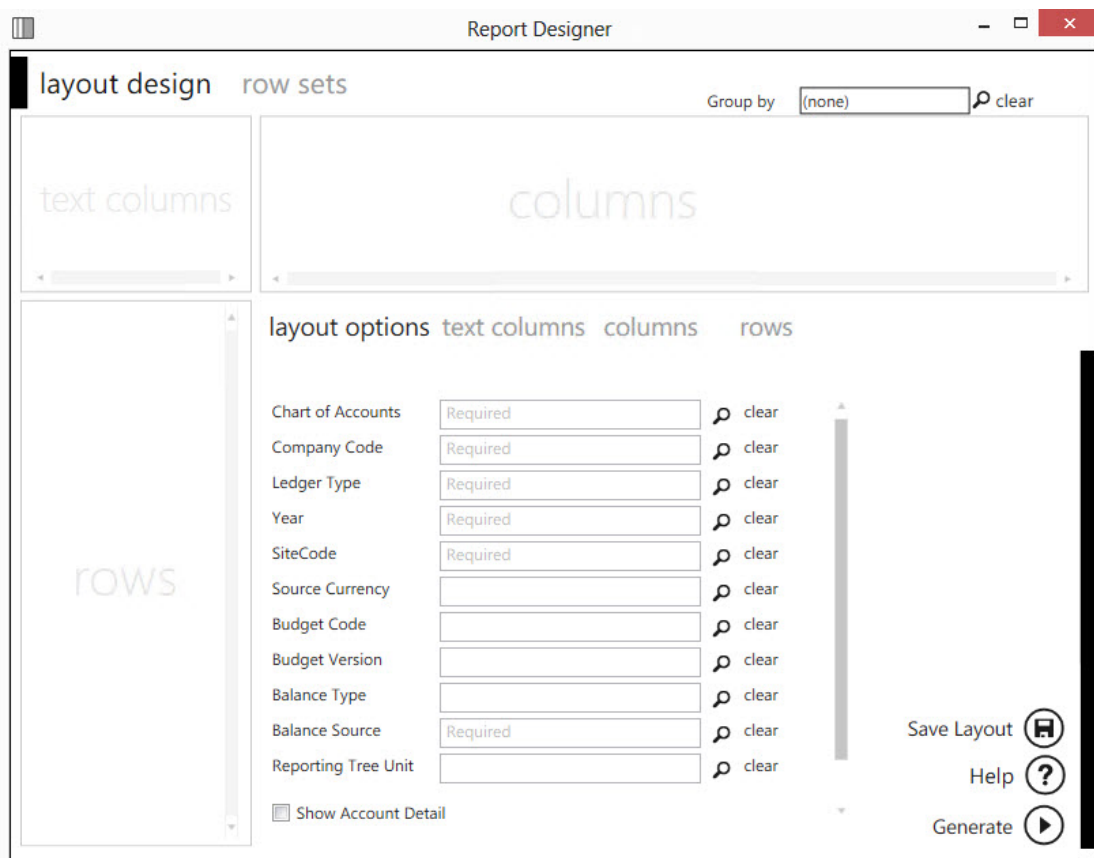 Report Designer
layout design row sets
Group by (none) clear
text columns
columns
rows
layout options text columns columns rows
Chart of Accounts Required clear
Company Code Required clear
Ledger Type Required clear
Year Required clear
SiteCode Required clear
Source Currency clear
Budget Code clear
Budget Version clear
Balance Type clear
Balance Source Required clear
Reporting Tree Unit clear
Show Account Detail
Save Layout
Help ?
Generate